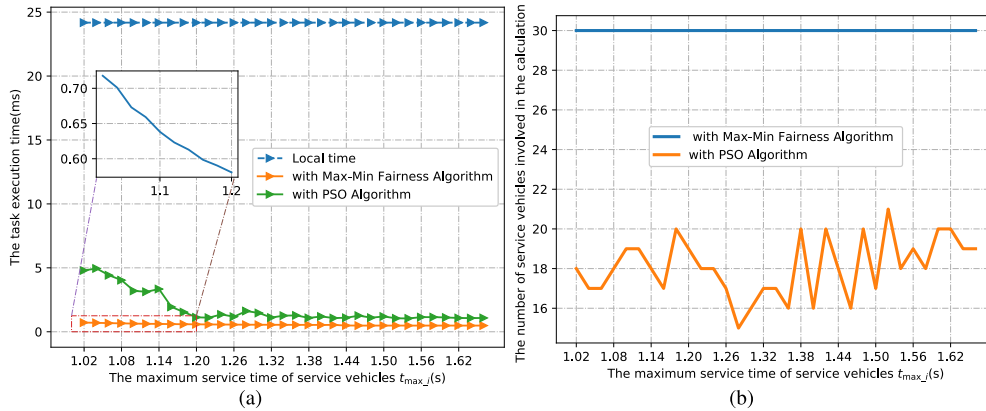 25
20
15
10
5
0
The task execution time(ms)
0.70
0.65
0.60
1.1
1.2
Local time
with Max-Min Fairness Algorithm
with PSO Algorithm
1.02 1.08 1.14 1.20 1.26 1.32 1.38 1.44 1.50 1.56 1.62
The maximum service time of service vehicles t_max_j(s)
(a)
30
28
26
24
22
20
18
16
The number of service vehicles involved in the calculation
with Max-Min Fairness Algorithm
with PSO Algorithm
1.02 1.08 1.14 1.20 1.26 1.32 1.38 1.44 1.50 1.56 1.62
The maximum service time of service vehicles t_max_j(s)
(b)